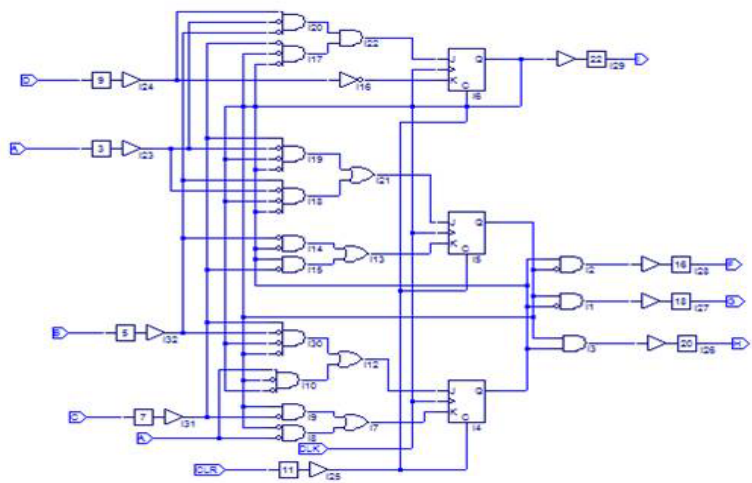 I20
I22
I17
J Q
D 9 I24
I16
K
C
I6
22 I29
A 3 I23
I19
I21
I18
J Q
K
C
I5
I14
I13
I15
I2 16 I28 F
I1 18 I27 G
I3 20 I26 H
B 5 I32
I30
I12
I10
J Q
K
C
I4
C 7 I31
I9
I7
I8
A
CLK
CLR 11 I25